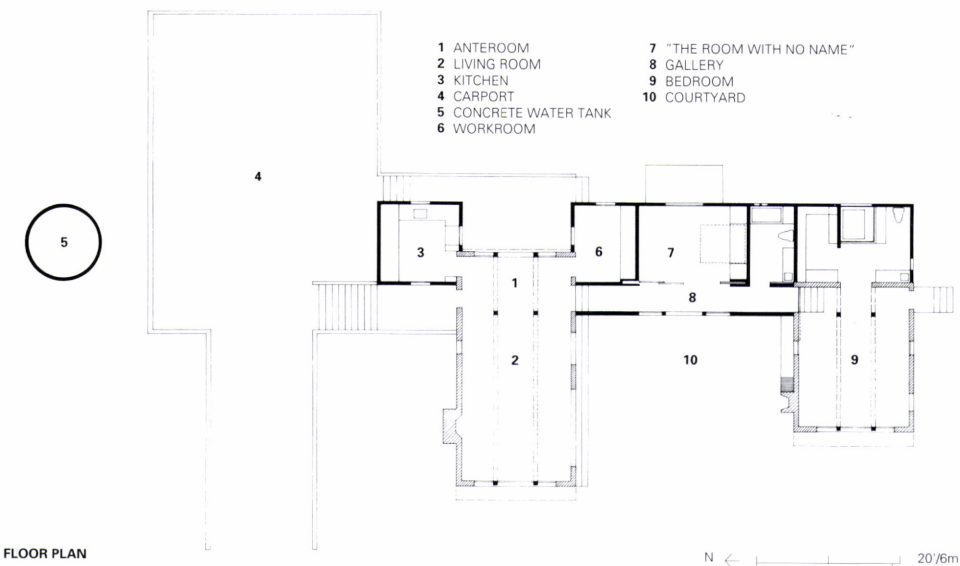 1 ANTEROOM
2 LIVING ROOM
3 KITCHEN
4 CARPORT
5 CONCRETE WATER TANK
6 WORKROOM
7 "THE ROOM WITH NO NAME"
8 GALLERY
9 BEDROOM
10 COURTYARD
4
5
3
6
7
1
8
2
10
9
FLOOR PLAN
N
20'/6m